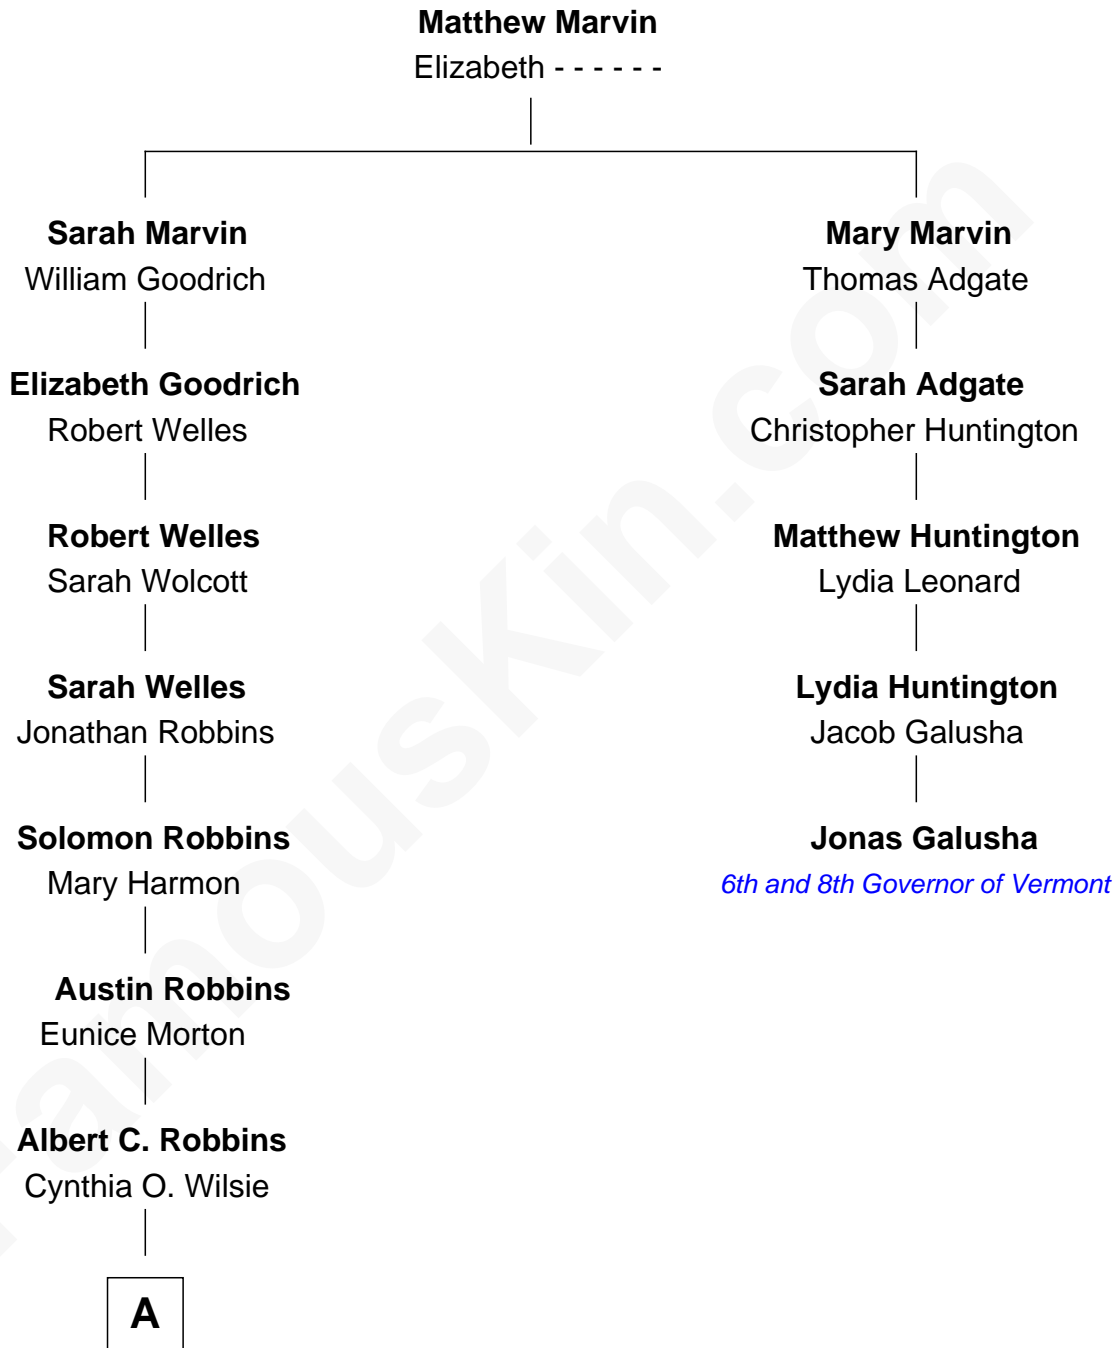 Matthew Marvin
Elizabeth - - - - - -
Sarah Marvin
William Goodrich
Mary Marvin
Thomas Adgate
Elizabeth Goodrich
Robert Welles
Sarah Adgate
Christopher Huntington
Robert Welles
Sarah Wolcott
Matthew Huntington
Lydia Leonard
Sarah Welles
Jonathan Robbins
Lydia Huntington
Jacob Galusha
Solomon Robbins
Mary Harmon
Jonas Galusha
6th and 8th Governor of Vermont
Austin Robbins
Eunice Morton
Albert C. Robbins
Cynthia O. Wilsie
A
FamousKin.com